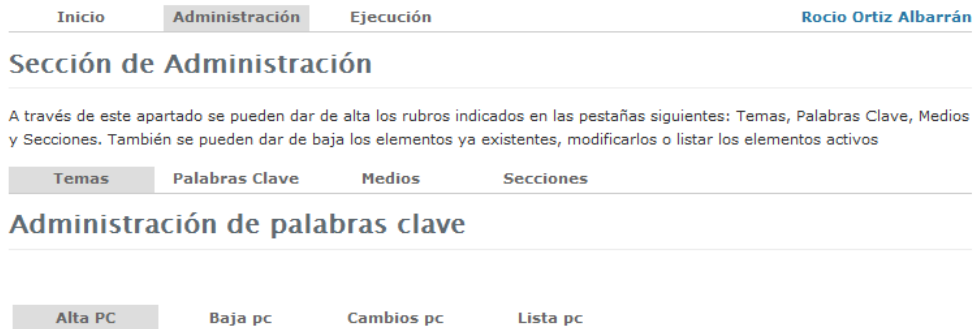 Inicio Administración Ejecución Rocio Ortiz Albarrán
Sección de Administración
A través de este apartado se pueden dar de alta los rubros indicados en las pestañas siguientes: Temas, Palabras Clave, Medios
y Secciones. También se pueden dar de baja los elementos ya existentes, modificarlos o listar los elementos activos
Temas Palabras Clave Medios Secciones
Administración de palabras clave
Alta PC Baja pc Cambios pc Lista pc